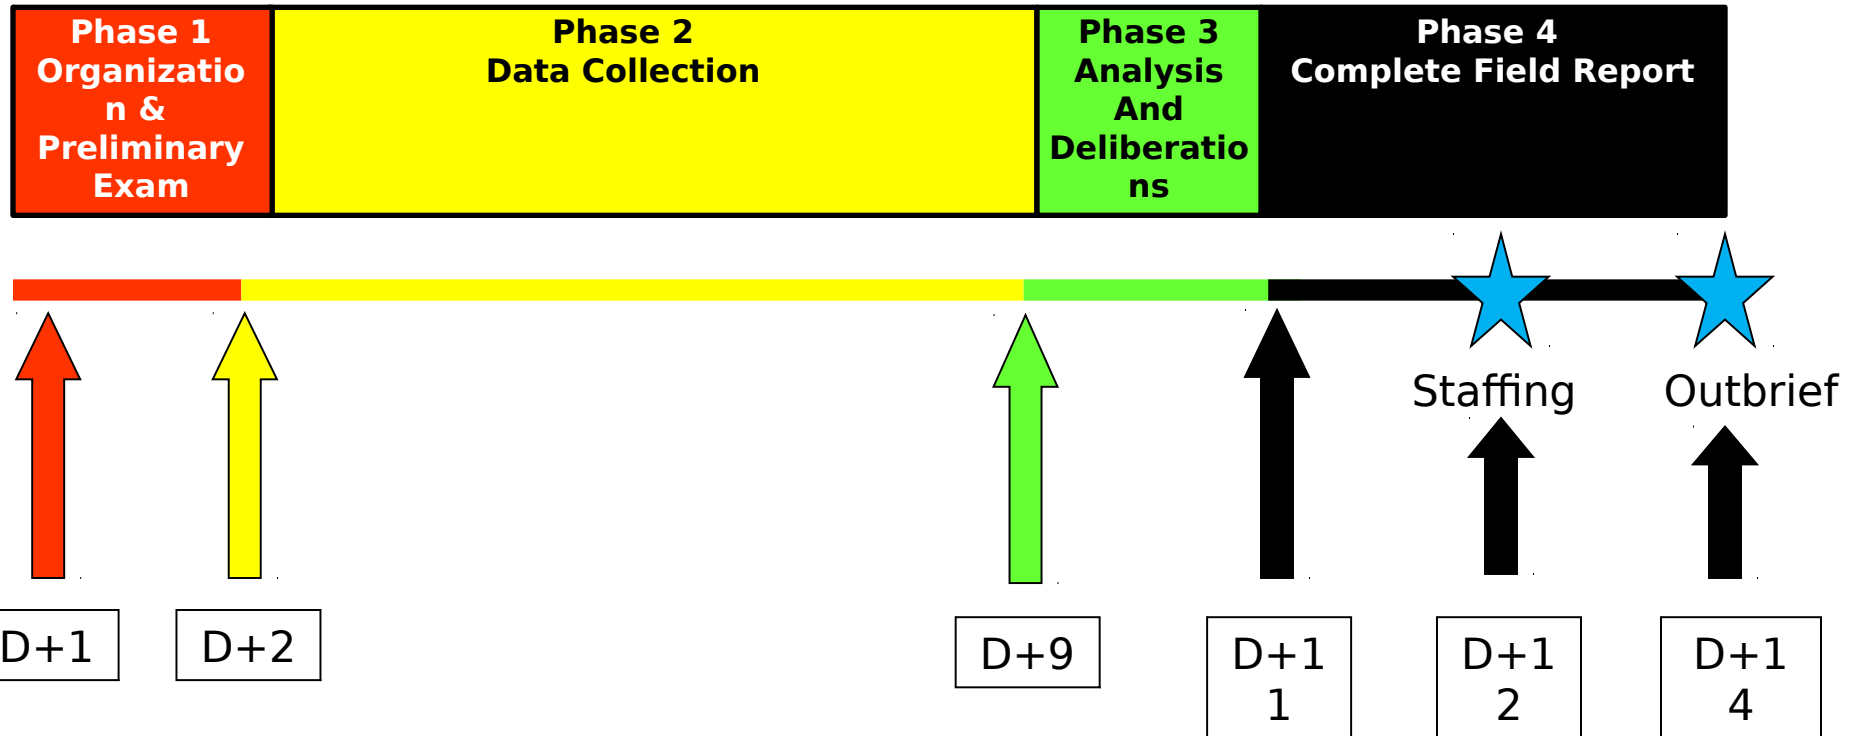 Phase 1
Organizatio
n &
Preliminary
Exam
Phase 2
Data Collection
Phase 3
Analysis
And
Deliberatio
ns
Phase 4
Complete Field Report
Staffing
Outbrief
D+1
D+2
D+9
D+1
1
D+1
2
D+1
4